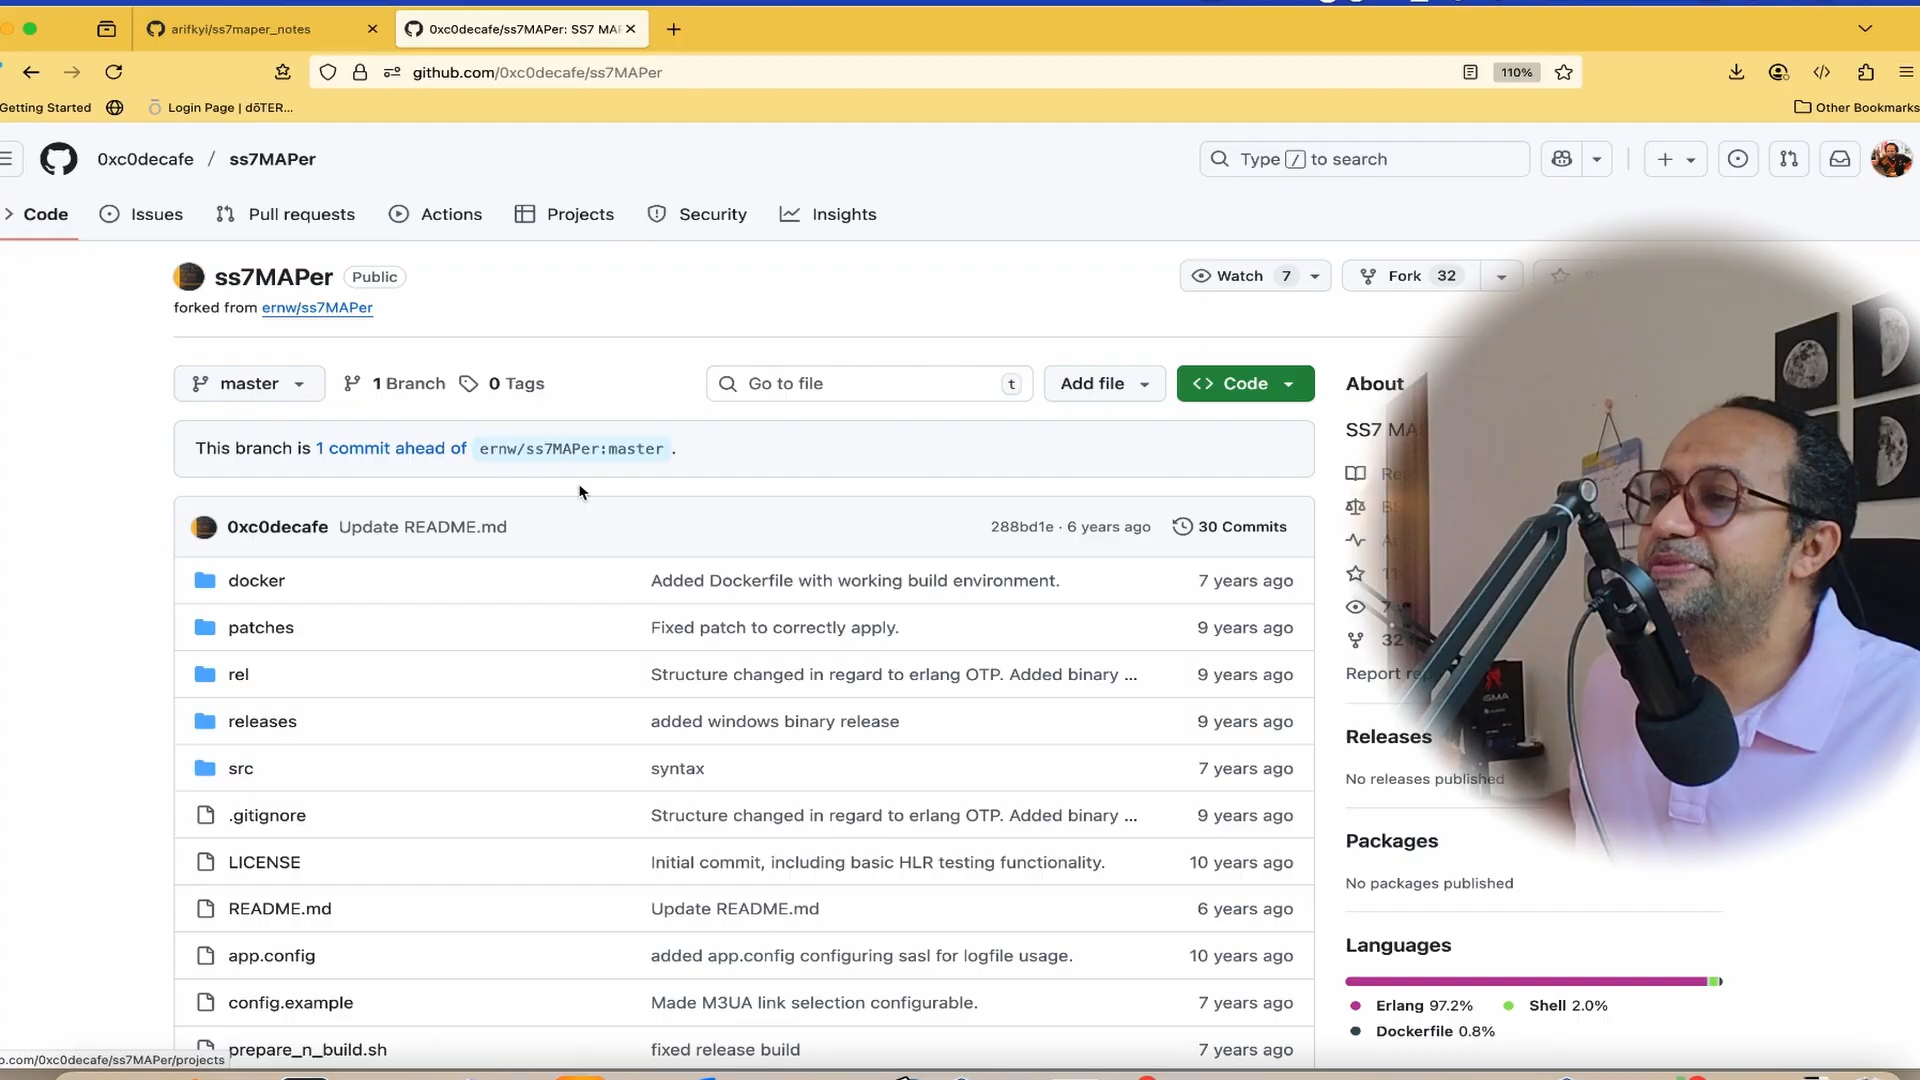 arifkyi/ss7maper_notes
0xc0decafe/ss7MAPer: SS7 MA
github.com/0xc0decafe/ss7MAPer
110%
Getting Started
Login Page | dōTER...
Other Bookmarks
0xc0decafe / ss7MAPer
Type / to search
Code
Issues
Pull requests
Actions
Projects
Security
Insights
ss7MAPer
Public
Watch 7
Fork 32
forked from ernw/ss7MAPer
master
1 Branch
0 Tags
Go to file
t
Add file
<> Code
About
This branch is 1 commit ahead of ernw/ss7MAPer:master .
SS7 MA
0xc0decafe Update README.md
288bd1e · 6 years ago
30 Commits
docker Added Dockerfile with working build environment. 7 years ago
patches Fixed patch to correctly apply. 9 years ago
rel Structure changed in regard to erlang OTP. Added binary ... 9 years ago
releases added windows binary release 9 years ago
src syntax 7 years ago
.gitignore Structure changed in regard to erlang OTP. Added binary ... 9 years ago
LICENSE Initial commit, including basic HLR testing functionality. 10 years ago
README.md Update README.md 6 years ago
app.config added app.config configuring sasl for logfile usage. 10 years ago
config.example Made M3UA link selection configurable. 7 years ago
prepare_n_build.sh fixed release build 7 years ago
32
Report
Releases
No releases published
Packages
No packages published
Languages
Erlang 97.2%
Shell 2.0%
Dockerfile 0.8%
o.com/0xc0decafe/ss7MAPer/projects